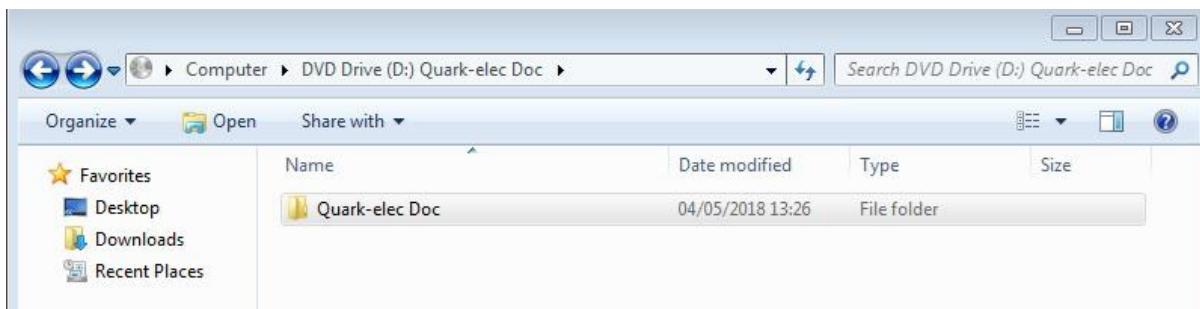 Computer ▸ DVD Drive (D:) Quark-elec Doc ▸
Search DVD Drive (D:) Quark-elec Doc
Organize Open Share with
Favorites
Desktop
Downloads
Recent Places
Name Date modified Type Size
Quark-elec Doc 04/05/2018 13:26 File folder